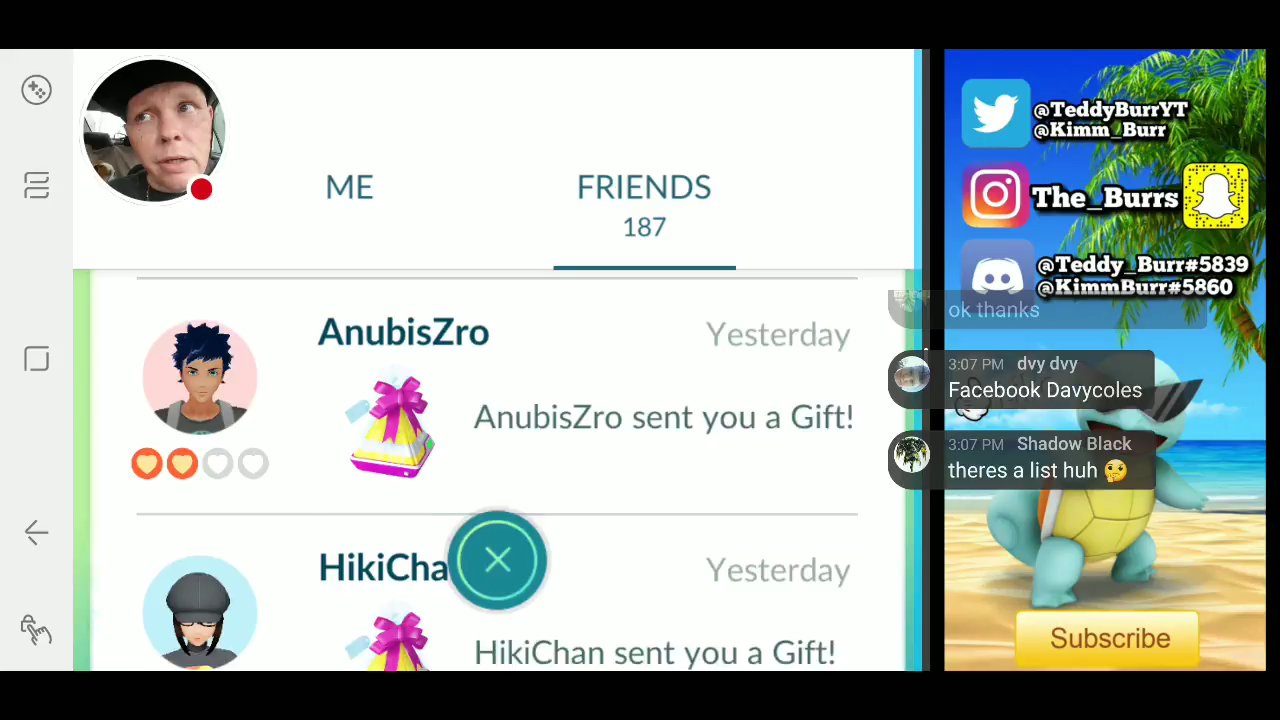 ME
FRIENDS
187
AnubisZro
Yesterday
AnubisZro sent you a Gift!
HikiCha
Yesterday
HikiChan sent you a Gift!
@TeddyBurrYT
@Kimm_Burr
The_Burrs
@Teddy_Burr#5839
@KimmBurr#5860
ok thanks
3:07 PM dvy dvy
Facebook Davycoles
3:07 PM Shadow Black
theres a list huh 🤔
Subscribe